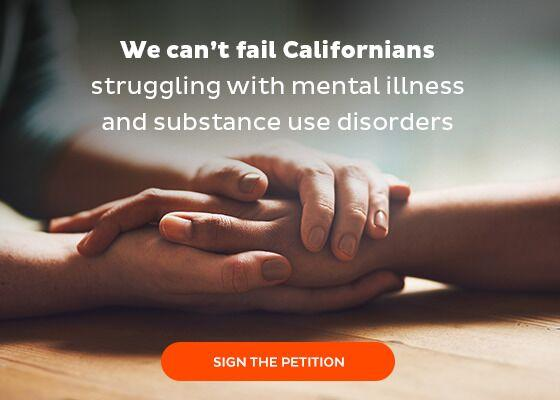 We can’t fail Californians
struggling with mental illness
and substance use disorders
SIGN THE PETITION